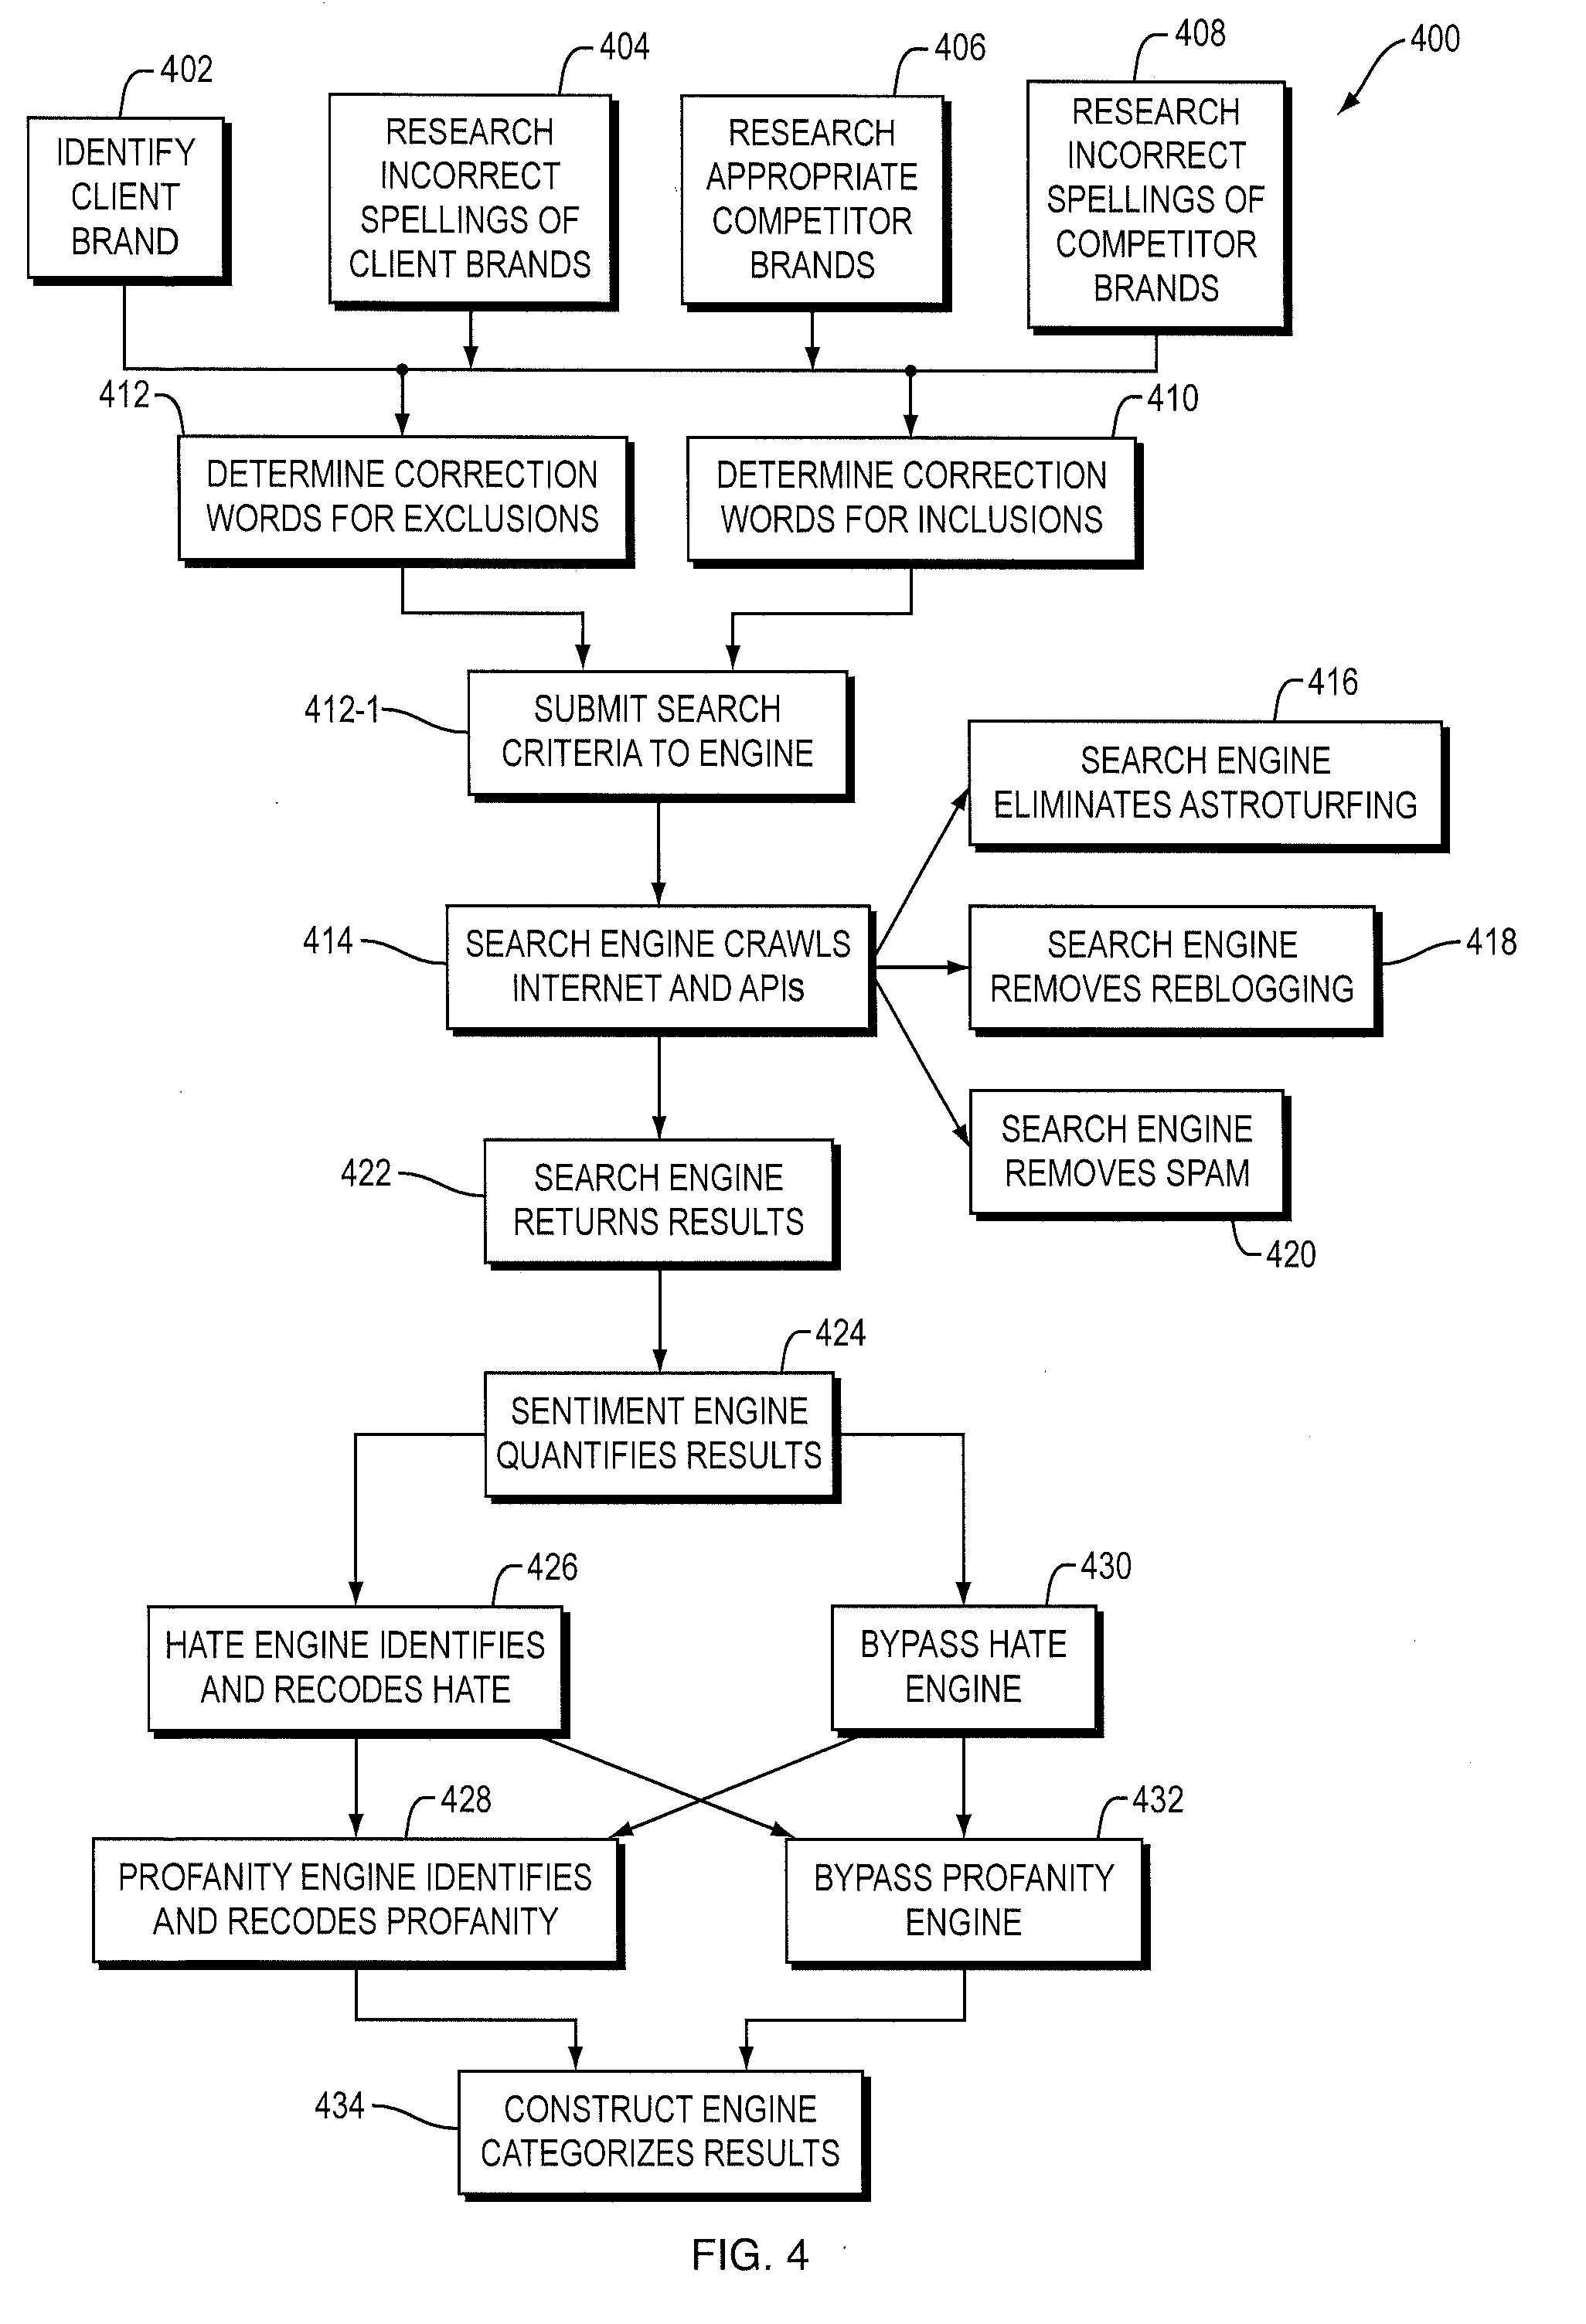 400
402
IDENTIFY
CLIENT
BRAND
404
RESEARCH
INCORRECT
SPELLINGS OF
CLIENT BRANDS
406
RESEARCH
APPROPRIATE
COMPETITOR
BRANDS
408
RESEARCH
INCORRECT
SPELLINGS OF
COMPETITOR
BRANDS
412
DETERMINE CORRECTION
WORDS FOR EXCLUSIONS
410
DETERMINE CORRECTION
WORDS FOR INCLUSIONS
412-1
SUBMIT SEARCH
CRITERIA TO ENGINE
416
SEARCH ENGINE
ELIMINATES ASTROTURFING
414
SEARCH ENGINE CRAWLS
INTERNET AND APIs
418
SEARCH ENGINE
REMOVES REBLOGGING
SEARCH ENGINE
REMOVES SPAM
420
422
SEARCH ENGINE
RETURNS RESULTS
424
SENTIMENT ENGINE
QUANTIFIES RESULTS
426
HATE ENGINE IDENTIFIES
AND RECODES HATE
430
BYPASS HATE
ENGINE
428
PROFANITY ENGINE IDENTIFIES
AND RECODES PROFANITY
432
BYPASS PROFANITY
ENGINE
434
CONSTRUCT ENGINE
CATEGORIZES RESULTS
FIG. 4